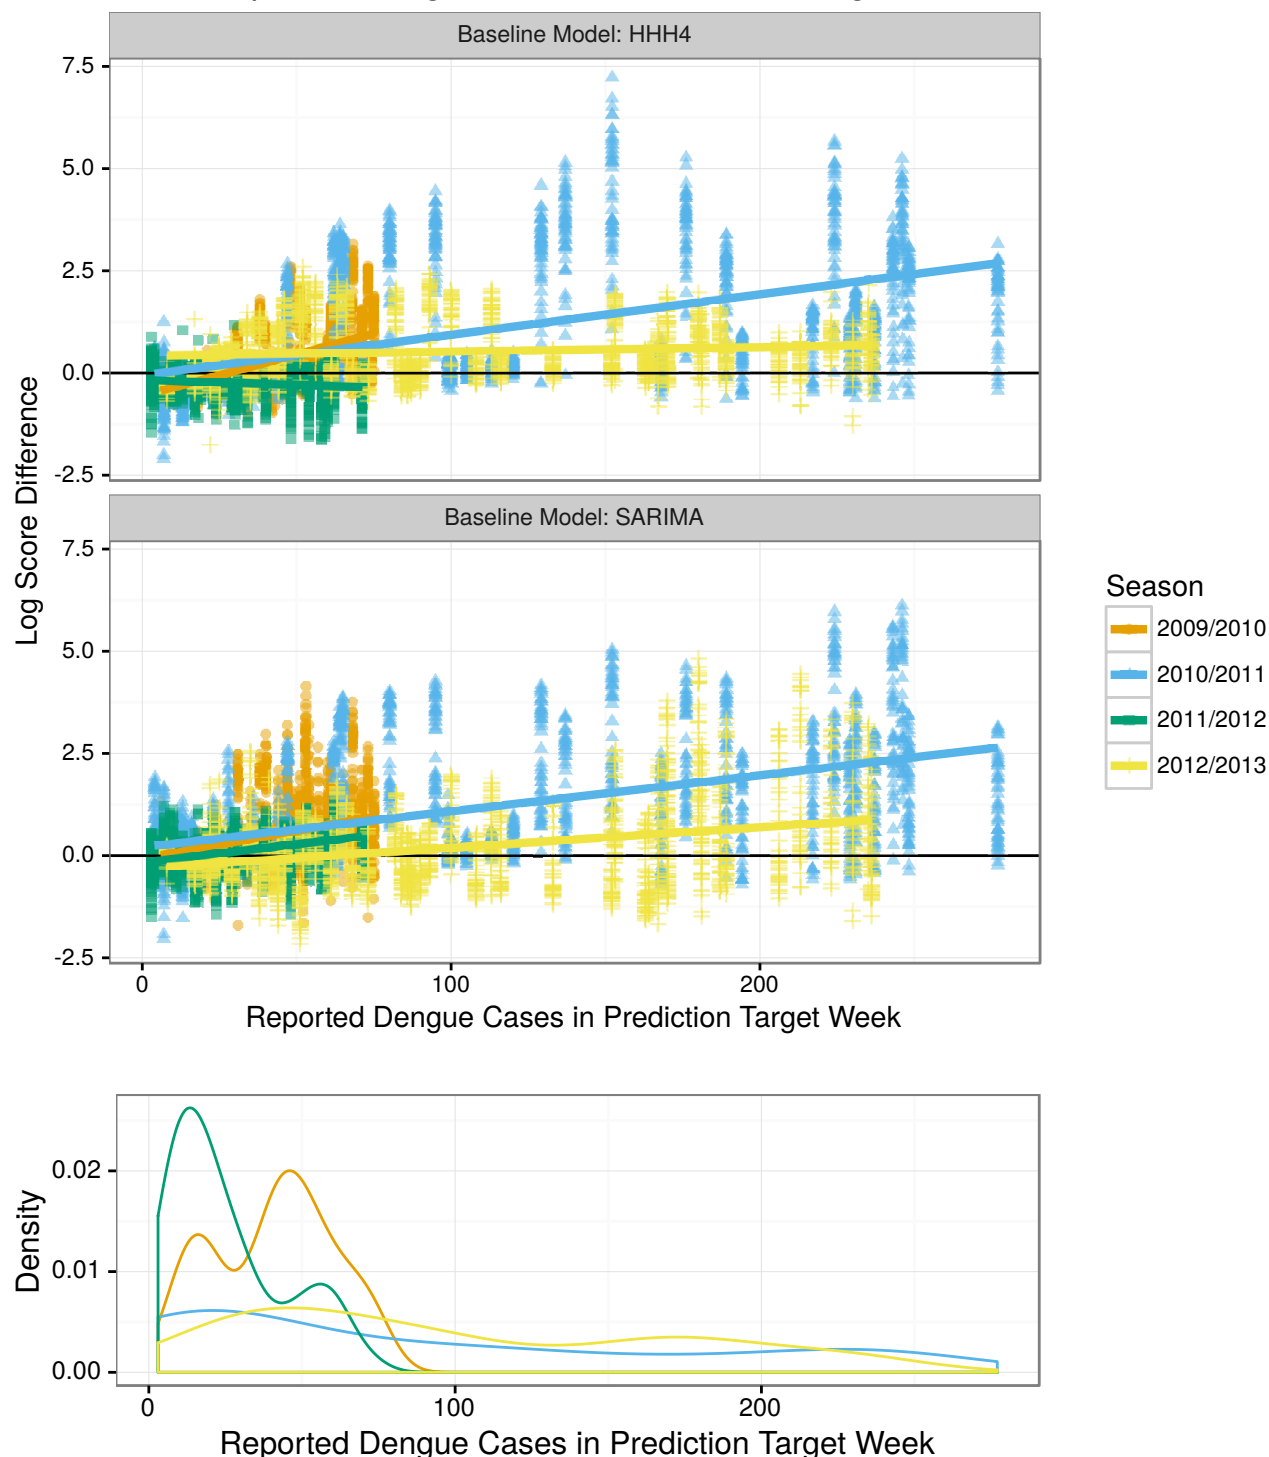 Baseline Model: HHH4
7.5
5.0
2.5
0.0
-2.5
Log Score Difference
Baseline Model: SARIMA
7.5
5.0
2.5
0.0
-2.5
0 100 200
Reported Dengue Cases in Prediction Target Week
Season
2009/2010
2010/2011
2011/2012
2012/2013
0.02
0.01
0.00
Density
0 100 200
Reported Dengue Cases in Prediction Target Week